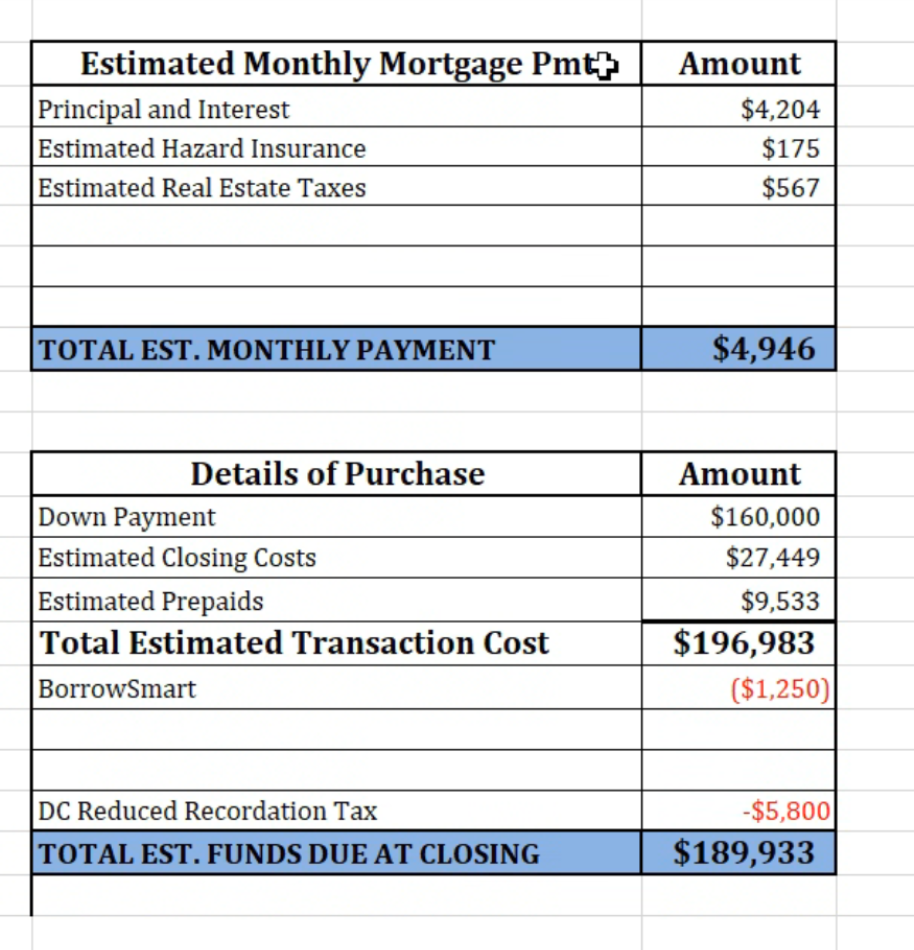 Estimated Monthly Mortgage Pmt Amount
Principal and Interest $4,204
Estimated Hazard Insurance $175
Estimated Real Estate Taxes $567
TOTAL EST. MONTHLY PAYMENT $4,946
Details of Purchase Amount
Down Payment $160,000
Estimated Closing Costs $27,449
Estimated Prepaids $9,533
Total Estimated Transaction Cost $196,983
BorrowSmart ($1,250)
DC Reduced Recordation Tax -$5,800
TOTAL EST. FUNDS DUE AT CLOSING $189,933